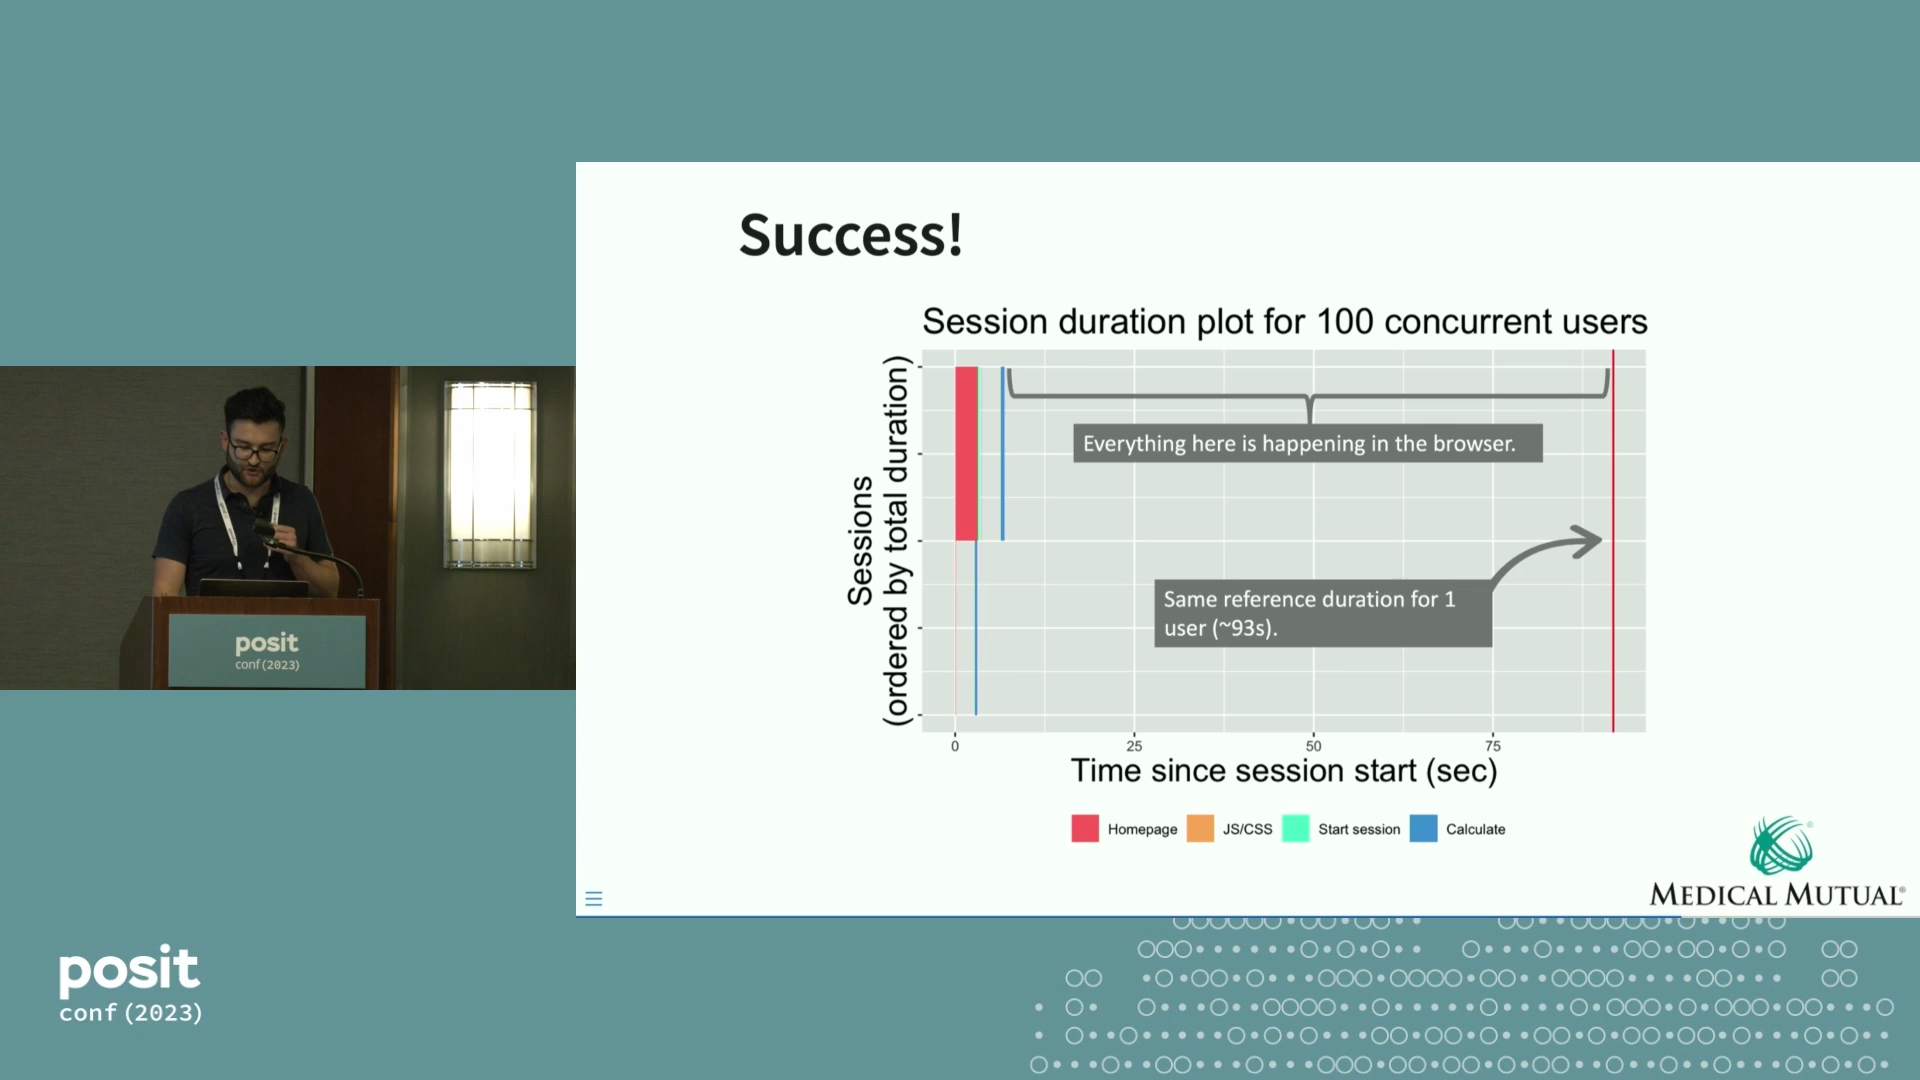 Success!
Session duration plot for 100 concurrent users
Sessions
(ordered by total duration)
Everything here is happening in the browser.
Same reference duration for 1
user (~93s).
0
25
50
75
Time since session start (sec)
Homepage
JS/CSS
Start session
Calculate
MEDICAL MUTUAL®
posit
conf(2023)
posit
conf(2023)